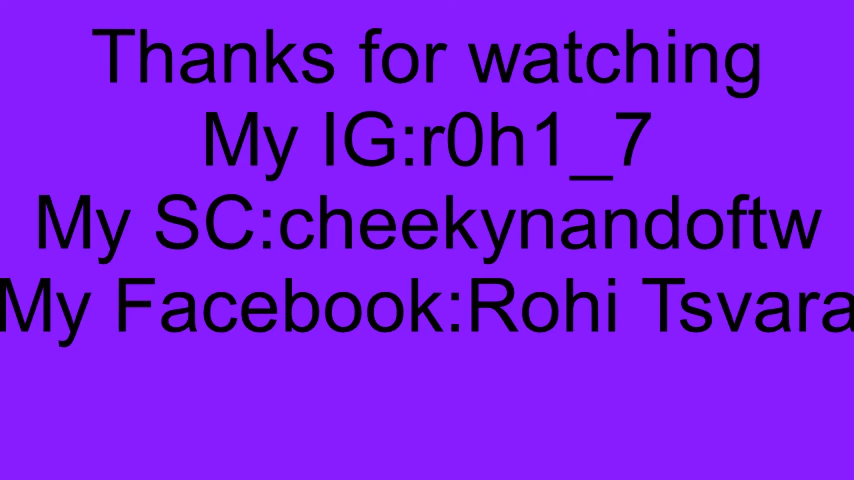 Thanks for watching
My IG:r0h1_7
My SC:cheekynandoftw
My Facebook:Rohi Tsvara